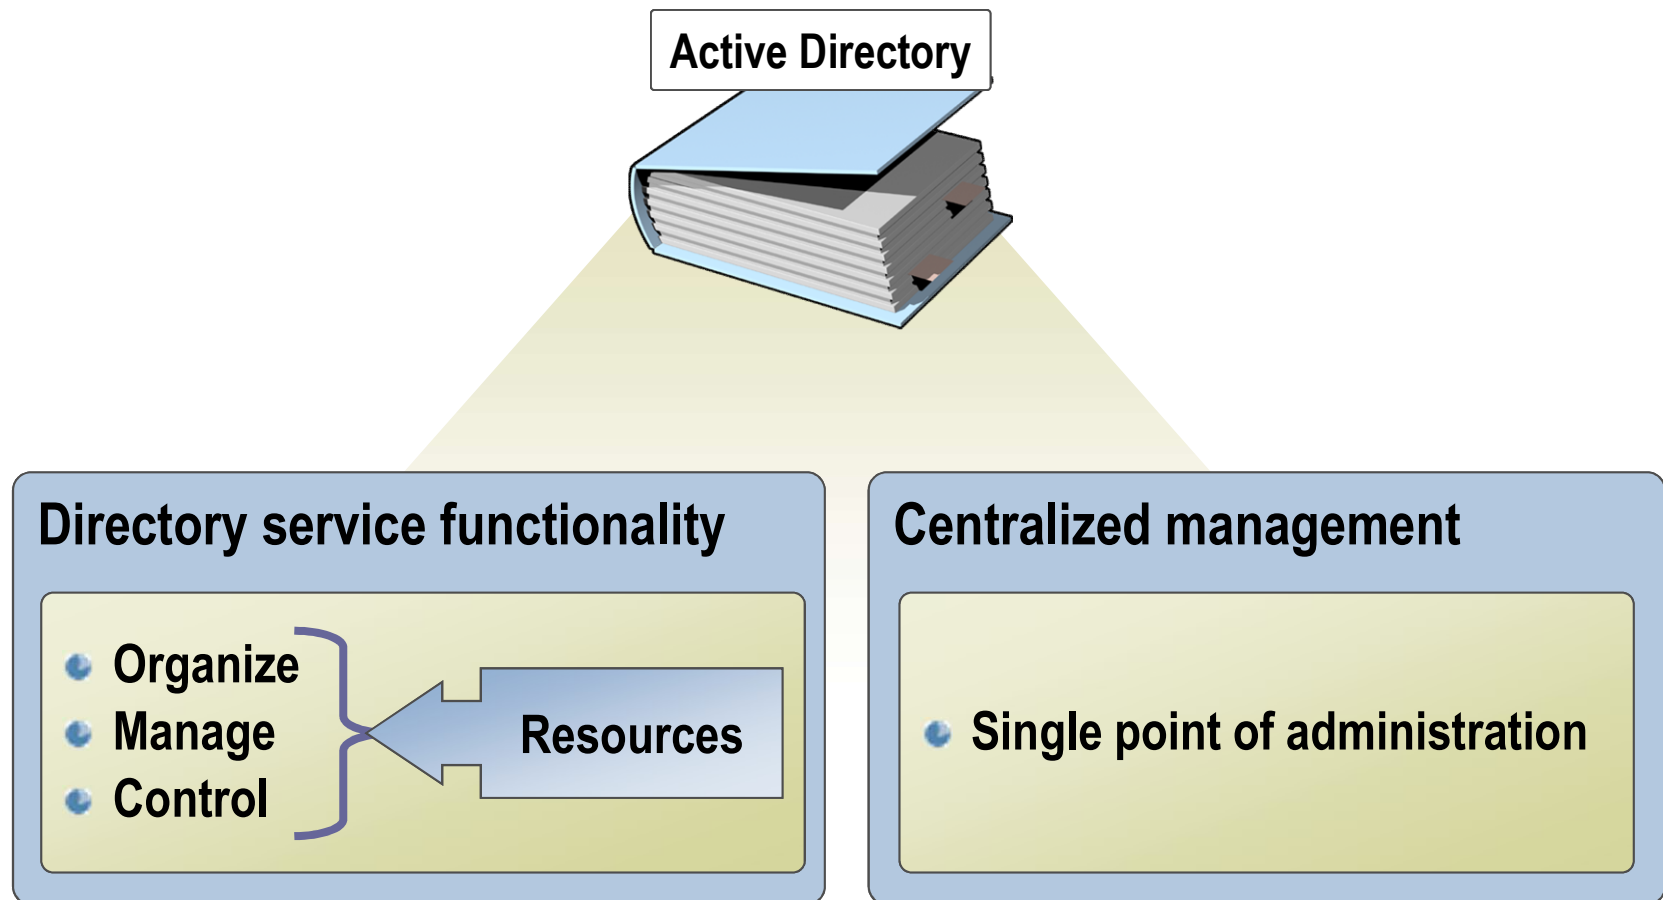 Active Directory
Directory service functionality
Organize
Manage
Control
Resources
Centralized management
Single point of administration